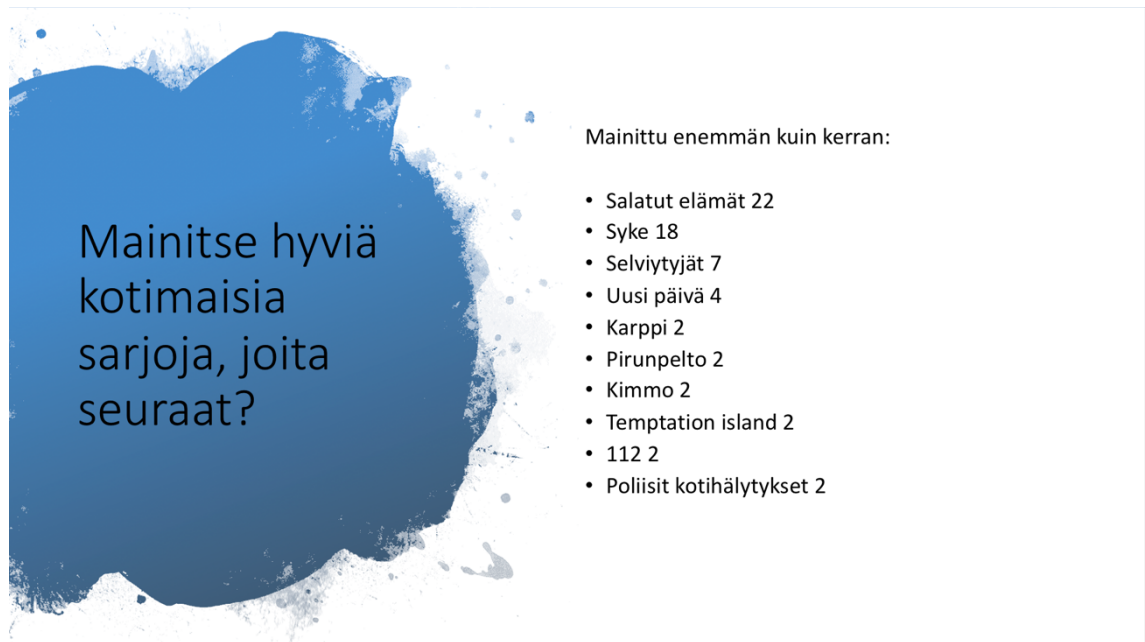 Mainitse hyviä
kotimaisia
sarjoja, joita
seuraat?
Mainittu enemmän kuin kerran:
• Salatut elämät 22
• Syke 18
• Selviytyjät 7
• Uusi päivä 4
• Karppi 2
• Pirunpelto 2
• Kimmo 2
• Temptation island 2
• 112 2
• Poliisit kotihälytykset 2